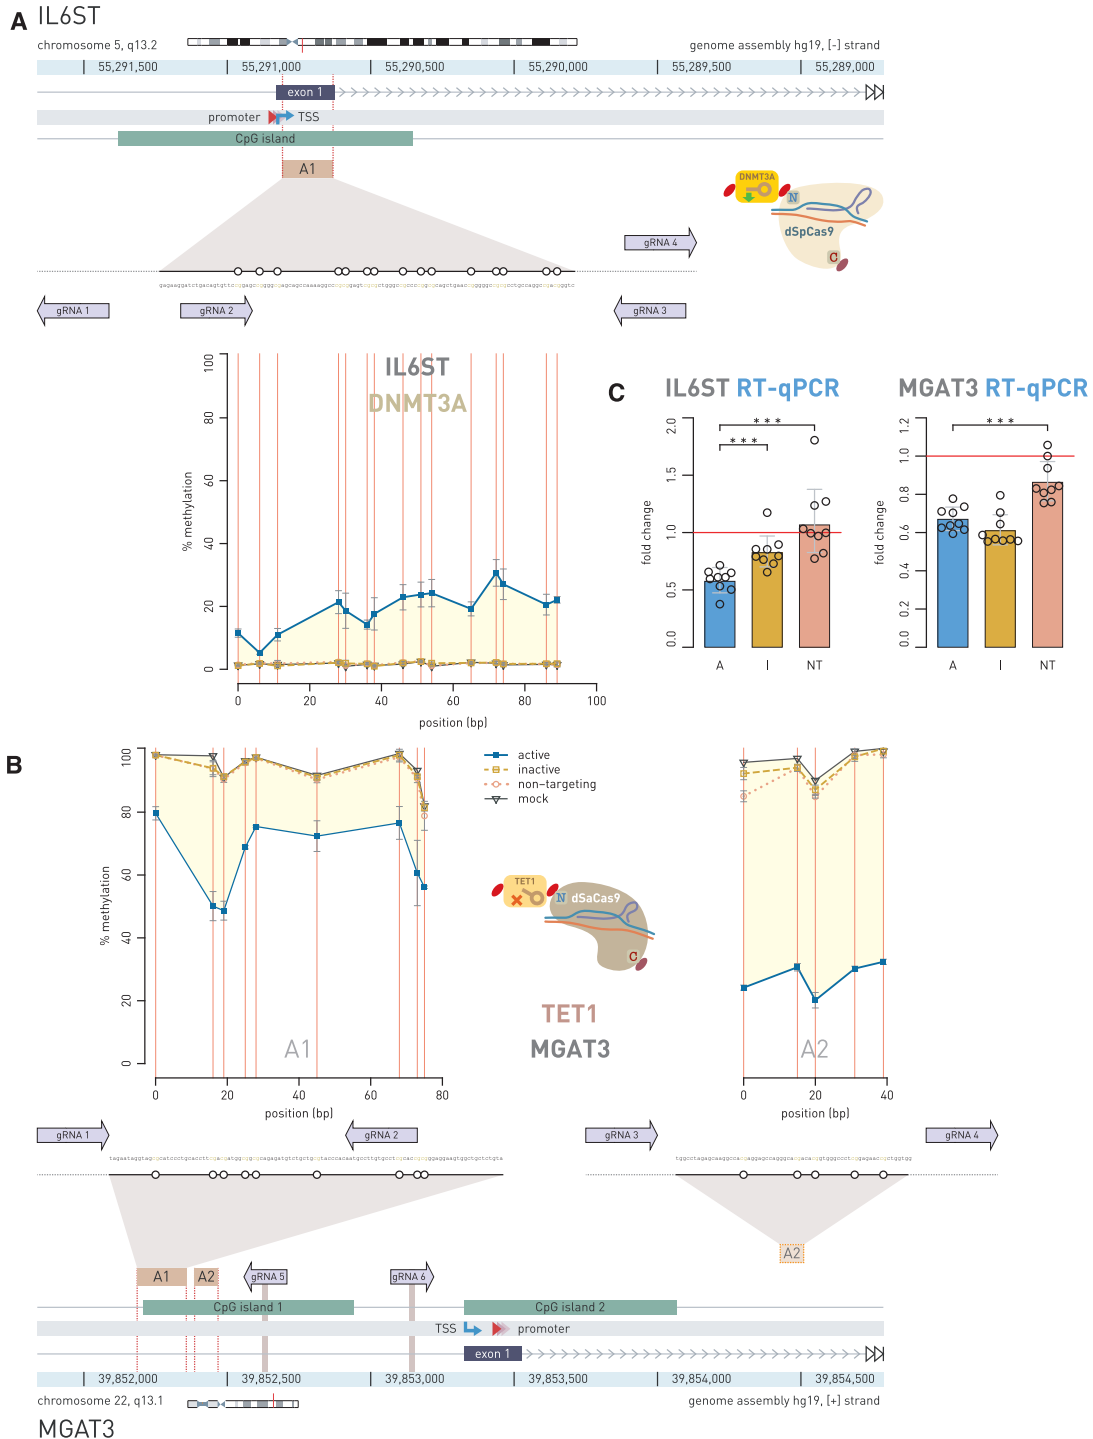 A IL6ST
chromosome 5, q13.2
genome assembly hg19, [-] strand
55,291,500 55,291,000 55,290,500 55,290,000 55,289,500 55,289,000
exon 1
promoter TSS
CpG island
A1
DNMT3A
N
dSpCas9
C
gRNA 4
gRNA 1 gRNA 2 gRNA 3
IL6ST
DNMT3A
% methylation
0 20 40 60 80 100
0 20 40 60 80 100
position (bp)
C
IL6ST RT-qPCR
fold change
0.0 0.5 1.0 1.5 2.0
* * *
* * *
A I NT
MGAT3 RT-qPCR
fold change
0.0 0.2 0.4 0.6 0.8 1.0 1.2
* * *
A I NT
B
% methylation
0 20 40 60 80 100
A1
0 20 40 60 80
position (bp)
active
inactive
non-targeting
mock
TET1
N dSaCas9
C
TET1
MGAT3
A2
0 20 40
position (bp)
gRNA 1 gRNA 2 gRNA 3 gRNA 4
A2
A1 A2 gRNA 5 gRNA 6
CpG island 1 CpG island 2
TSS promoter
exon 1
39,852,000 39,852,500 39,853,000 39,853,500 39,854,000 39,854,500
chromosome 22, q13.1
genome assembly hg19, [+] strand
MGAT3